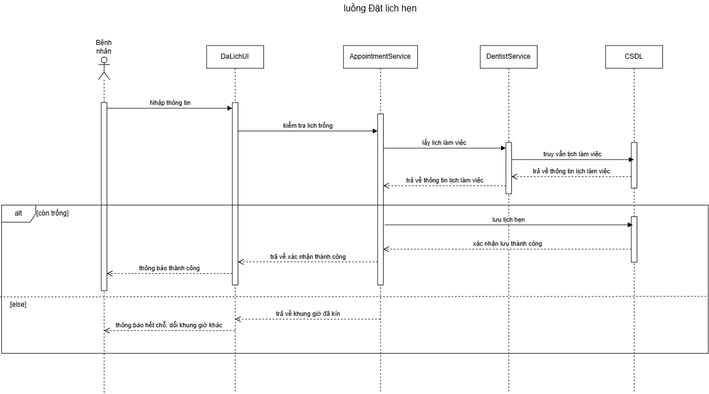 luồng Đặt lịch hẹn
Bệnh
nhân
DaLichUI
AppointmentService
DentistService
CSDL
Nhập thông tin
kiểm tra lịch trống
lấy lịch làm việc
truy vấn lịch làm việc
trả về thông tin lịch làm việc
trả về thông tin lịch làm việc
alt
[còn trống]
lưu lịch hẹn
xác nhận lưu thành công
trả về xác nhận thành công
thông báo thành công
[else]
trả về khung giờ đã kín
thông báo hết chỗ, dổi khung giờ khác